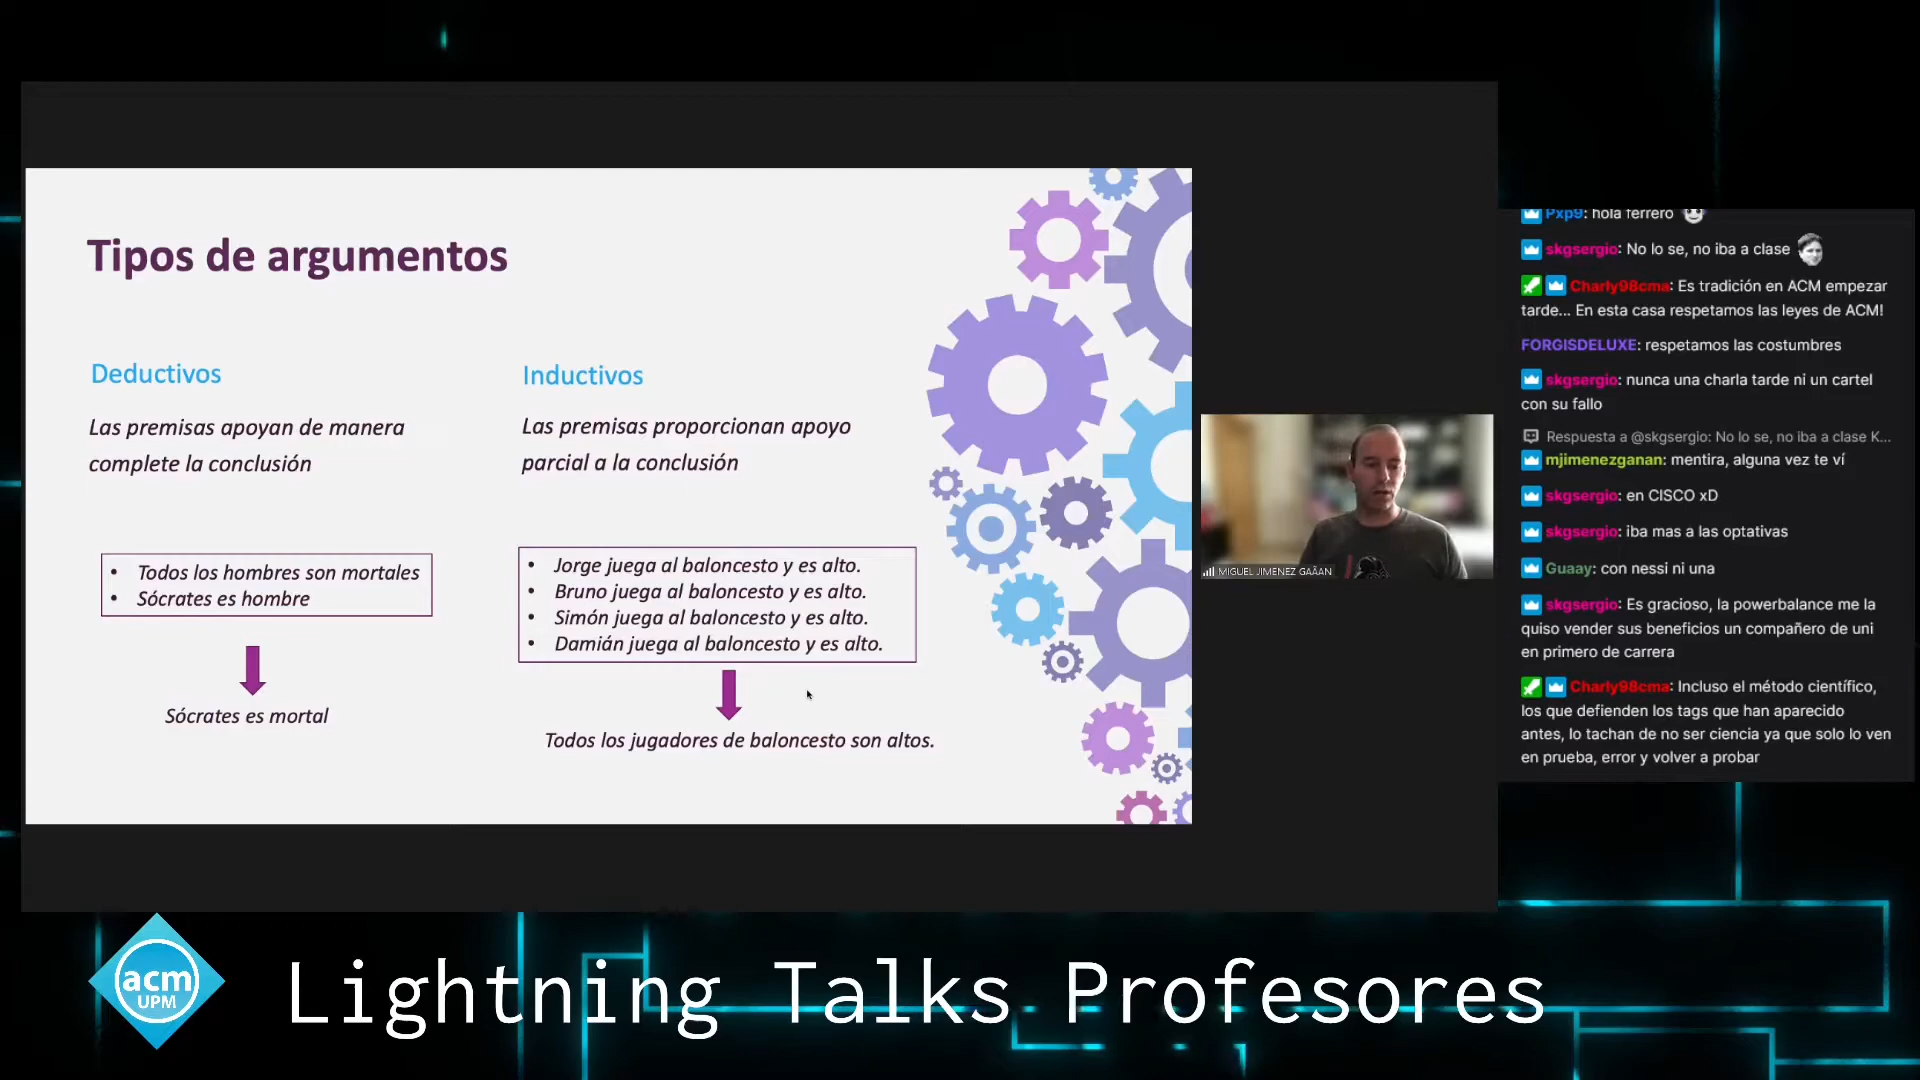 Tipos de argumentos
Deductivos
Las premisas apoyan de manera
complete la conclusión
• Todos los hombres son mortales
• Sócrates es hombre
Sócrates es mortal
Inductivos
Las premisas proporcionan apoyo
parcial a la conclusión
• Jorge juega al baloncesto y es alto.
• Bruno juega al baloncesto y es alto.
• Simón juega al baloncesto y es alto.
• Damián juega al baloncesto y es alto.
Todos los jugadores de baloncesto son altos.
MIGUEL JIMENEZ GAÃAN
Pxp9: hola ferrero
skgsergio: No lo se, no iba a clase
Charly98cma: Es tradición en ACM empezar
tarde... En esta casa respetamos las leyes de ACM!
FORGISDELUXE: respetamos las costumbres
skgsergio: nunca una charla tarde ni un cartel
con su fallo
Respuesta a @skgsergio: No lo se, no iba a clase K...
mjimenezganan: mentira, alguna vez te ví
skgsergio: en CISCO xD
skgsergio: iba mas a las optativas
Guaay: con nessi ni una
skgsergio: Es gracioso, la powerbalance me la
quiso vender sus beneficios un compañero de uni
en primero de carrera
Charly98cma: Incluso el método científico,
los que defienden los tags que han aparecido
antes, lo tachan de no ser ciencia ya que solo lo ven
en prueba, error y volver a probar
acm
UPM
Lightning Talks Profesores